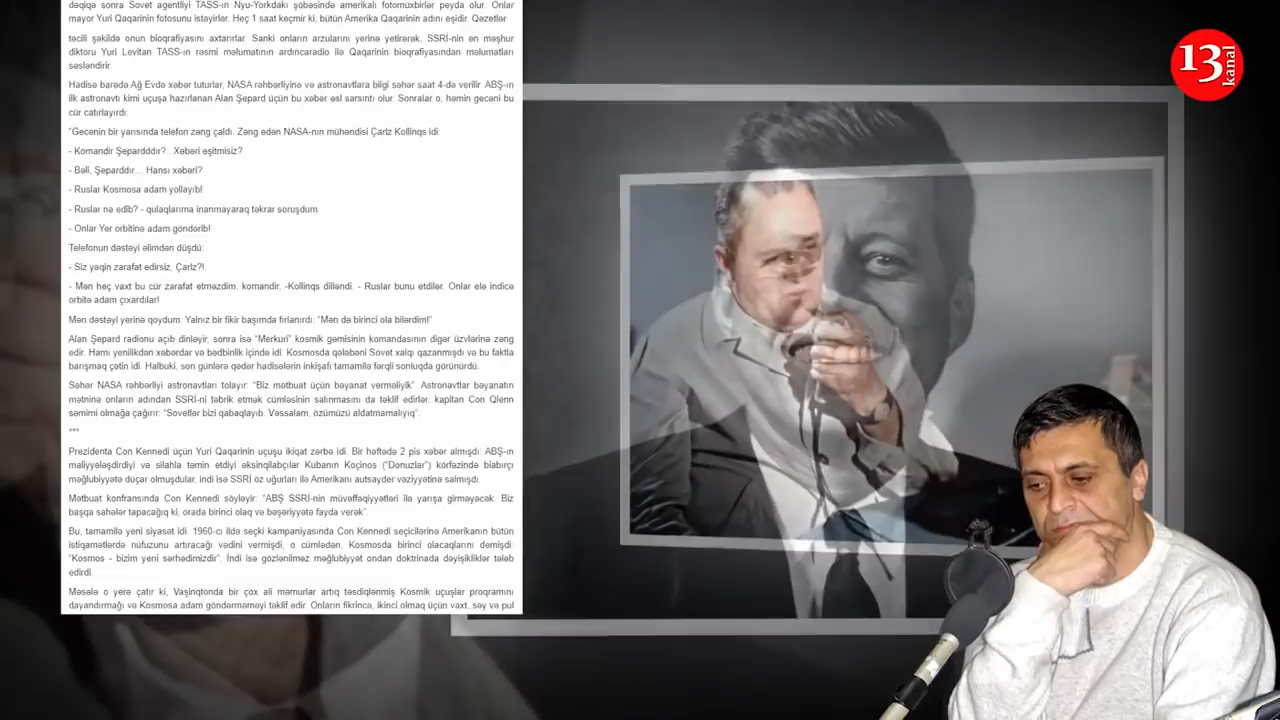 dəqiqə sonra Sovet agentliyi TASS-ın Nyu-Yorkdakı şöbəsində amerikalı fotomüxbirlər peyda olur. Onlar
mayor Yuri Qaqarinin fotosunu istəyirlər. Heç 1 saat keçmir ki, bütün Amerika Qaqarinin adını eşidir. Qəzetlər
təcili şəkildə onun bioqrafiyasını axtarırlar. Sanki onların arzularını yerinə yetirərək, SSRİ-nin ən məşhur
diktoru Yuri Levitan TASS-ın rəsmi məlumatının ardıncaradio ilə Qaqarinin bioqrafiyasından məlumatları
səsləndirir.
Hadisə barədə Ağ Evdə xəbər tuturlar, NASA rəhbərliyinə və astronavtlara bilgi səhər saat 4-də verilir. ABŞ-ın
ilk astronavtı kimi uçuşa hazırlanan Alan Şepard üçün bu xəbər əsl sarsıntı olur. Sonralar o, həmin gecəni bu
cür xatırlayırdı:
"Gecənin bir yarısında telefon zəng çaldı. Zəng edən NASA-nın mühəndisi Çarlz Kollinqs idi:
- Komandir Şepardddır?.. Xəbəri eşitmisiz?
- Bəli, Şeparddır... Hansı xəbəri?
- Ruslar Kosmosa adam yollayıb!
- Ruslar nə edib? - qulaqlarıma inanmayaraq təkrar soruşdum
- Onlar Yer orbitinə adam göndərib!
Telefonun dəstəyi əlimdən düşdü:
- Siz yəqin zarafat edirsiz, Çarlz?!.
- Mən heç vaxt bu cür zarafat etməzdim, komandir, -Kollinqs dilləndi. - Ruslar bunu etdilər. Onlar elə indicə
orbitə adam çıxardılar!
Mən dəstəyi yerinə qoydum. Yalnız bir fikir başımda fırlanırdı: "Mən də birinci ola bilərdim!"
Alan Şepard radionu açıb dinləyir, sonra isə "Merkuri" kosmik gəmisinin komandasının digər üzvlərinə zəng
edir. Hamı yenilikdən xəbərdar və bədbinlik içində idi. Kosmosda qələbəni Sovet xalqı qazanmışdı və bu faktla
barışmaq çətin idi. Halbuki, son günlərə qədər hadisələrin inkişafı tamamilə fərqli sonluqda görünürdü.
Səhər NASA rəhbərliyi astronavtları tolayır: "Biz mətbuat üçün bəyanat verməliyik". Astronavtlar bəyanatın
mətninə onların adından SSRİ-ni təbrik etmək cümləsinin salınmasını da təklif edirlər, kapitan Con Qlenn
səmimi olmağa çağırır: "Sovetlər bizi qabaqlayıb. Vəssalam, özümüzü aldatmamalıyıq".
***
Prezidenta Con Kennedi üçün Yuri Qaqarinin uçuşu ikiqat zərbə idi. Bir həftədə 2 pis xəbər almışdı: ABŞ-ın
maliyyələşdirdiyi və silahla təmin etdiyi əksinqilabçılar Kubanın Koçinos ("Donuzlar") körfəzində biabırçı
məğlubiyyətə düçar olmuşdular, indi isə SSRİ öz uğurları ilə Amerikanı autsayder vəziyyətinə salmışdı.
Mətbuat konfransında Con Kennedi söyləyir: "ABŞ SSRİ-nin müvəffəqiyyətləri ilə yarışa girməyəcək. Biz
başqa sahələr tapacağıq ki, orada birinci olaq və bəşəriyyətə fayda verək".
Bu, tamamilə yeni siyasət idi. 1960-cı ildə seçki kampaniyasında Con Kennedi seçicilərinə Amerikanın bütün
istiqamətlərdə nüfuzunu artıracağı vədini vermişdi, o cümlədən, Kosmosda birinci olacaqlarını demişdi:
"Kosmos - bizim yeni sərhədimizdir". İndi isə gözlənilməz məğlubiyyət ondan doktrinada dəyişikliklər tələb
edirdi.
Məsələ o yerə çatır ki, Vaşinqtonda bir çox ali məmurlar artıq təsdiqlənmiş Kosmik uçuşlar proqramını
dayandırmağı və Kosmosa adam göndərməməyi təklif edir. Onların fikrincə, ikinci olmaq üçün vaxt, səy və pul
13
kanal